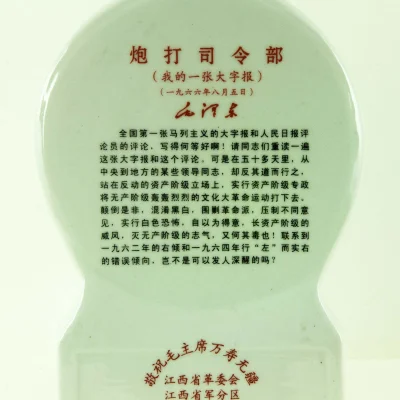 炮打司令部
（我的一张大字报）
（一九六六年八月五日）
毛泽东
全国第一张马列主义的大字报和人民日报评
论员的评论，写得何等好啊！请同志们重读一遍
这张大字报和这个评论。可是在五十多天里，从
中央到地方的某些领导同志，却反其道而行之，
站在反动的资产阶级立场上，实行资产阶级专政
将无产阶级轰轰烈烈的文化大革命运动打下去，
颠倒是非，混淆黑白，围剿革命派，压制不同意
见，实行白色恐怖，自以为得意，长资产阶级的
威风，灭无产阶级的志气，又何其毒也！联系到
一九六二年的右倾和一九六四年行“左”而实右
的错误倾向，岂不是可以发人深醒的吗？
敬祝毛主席万寿无疆
江西省革委会
江西省军分区